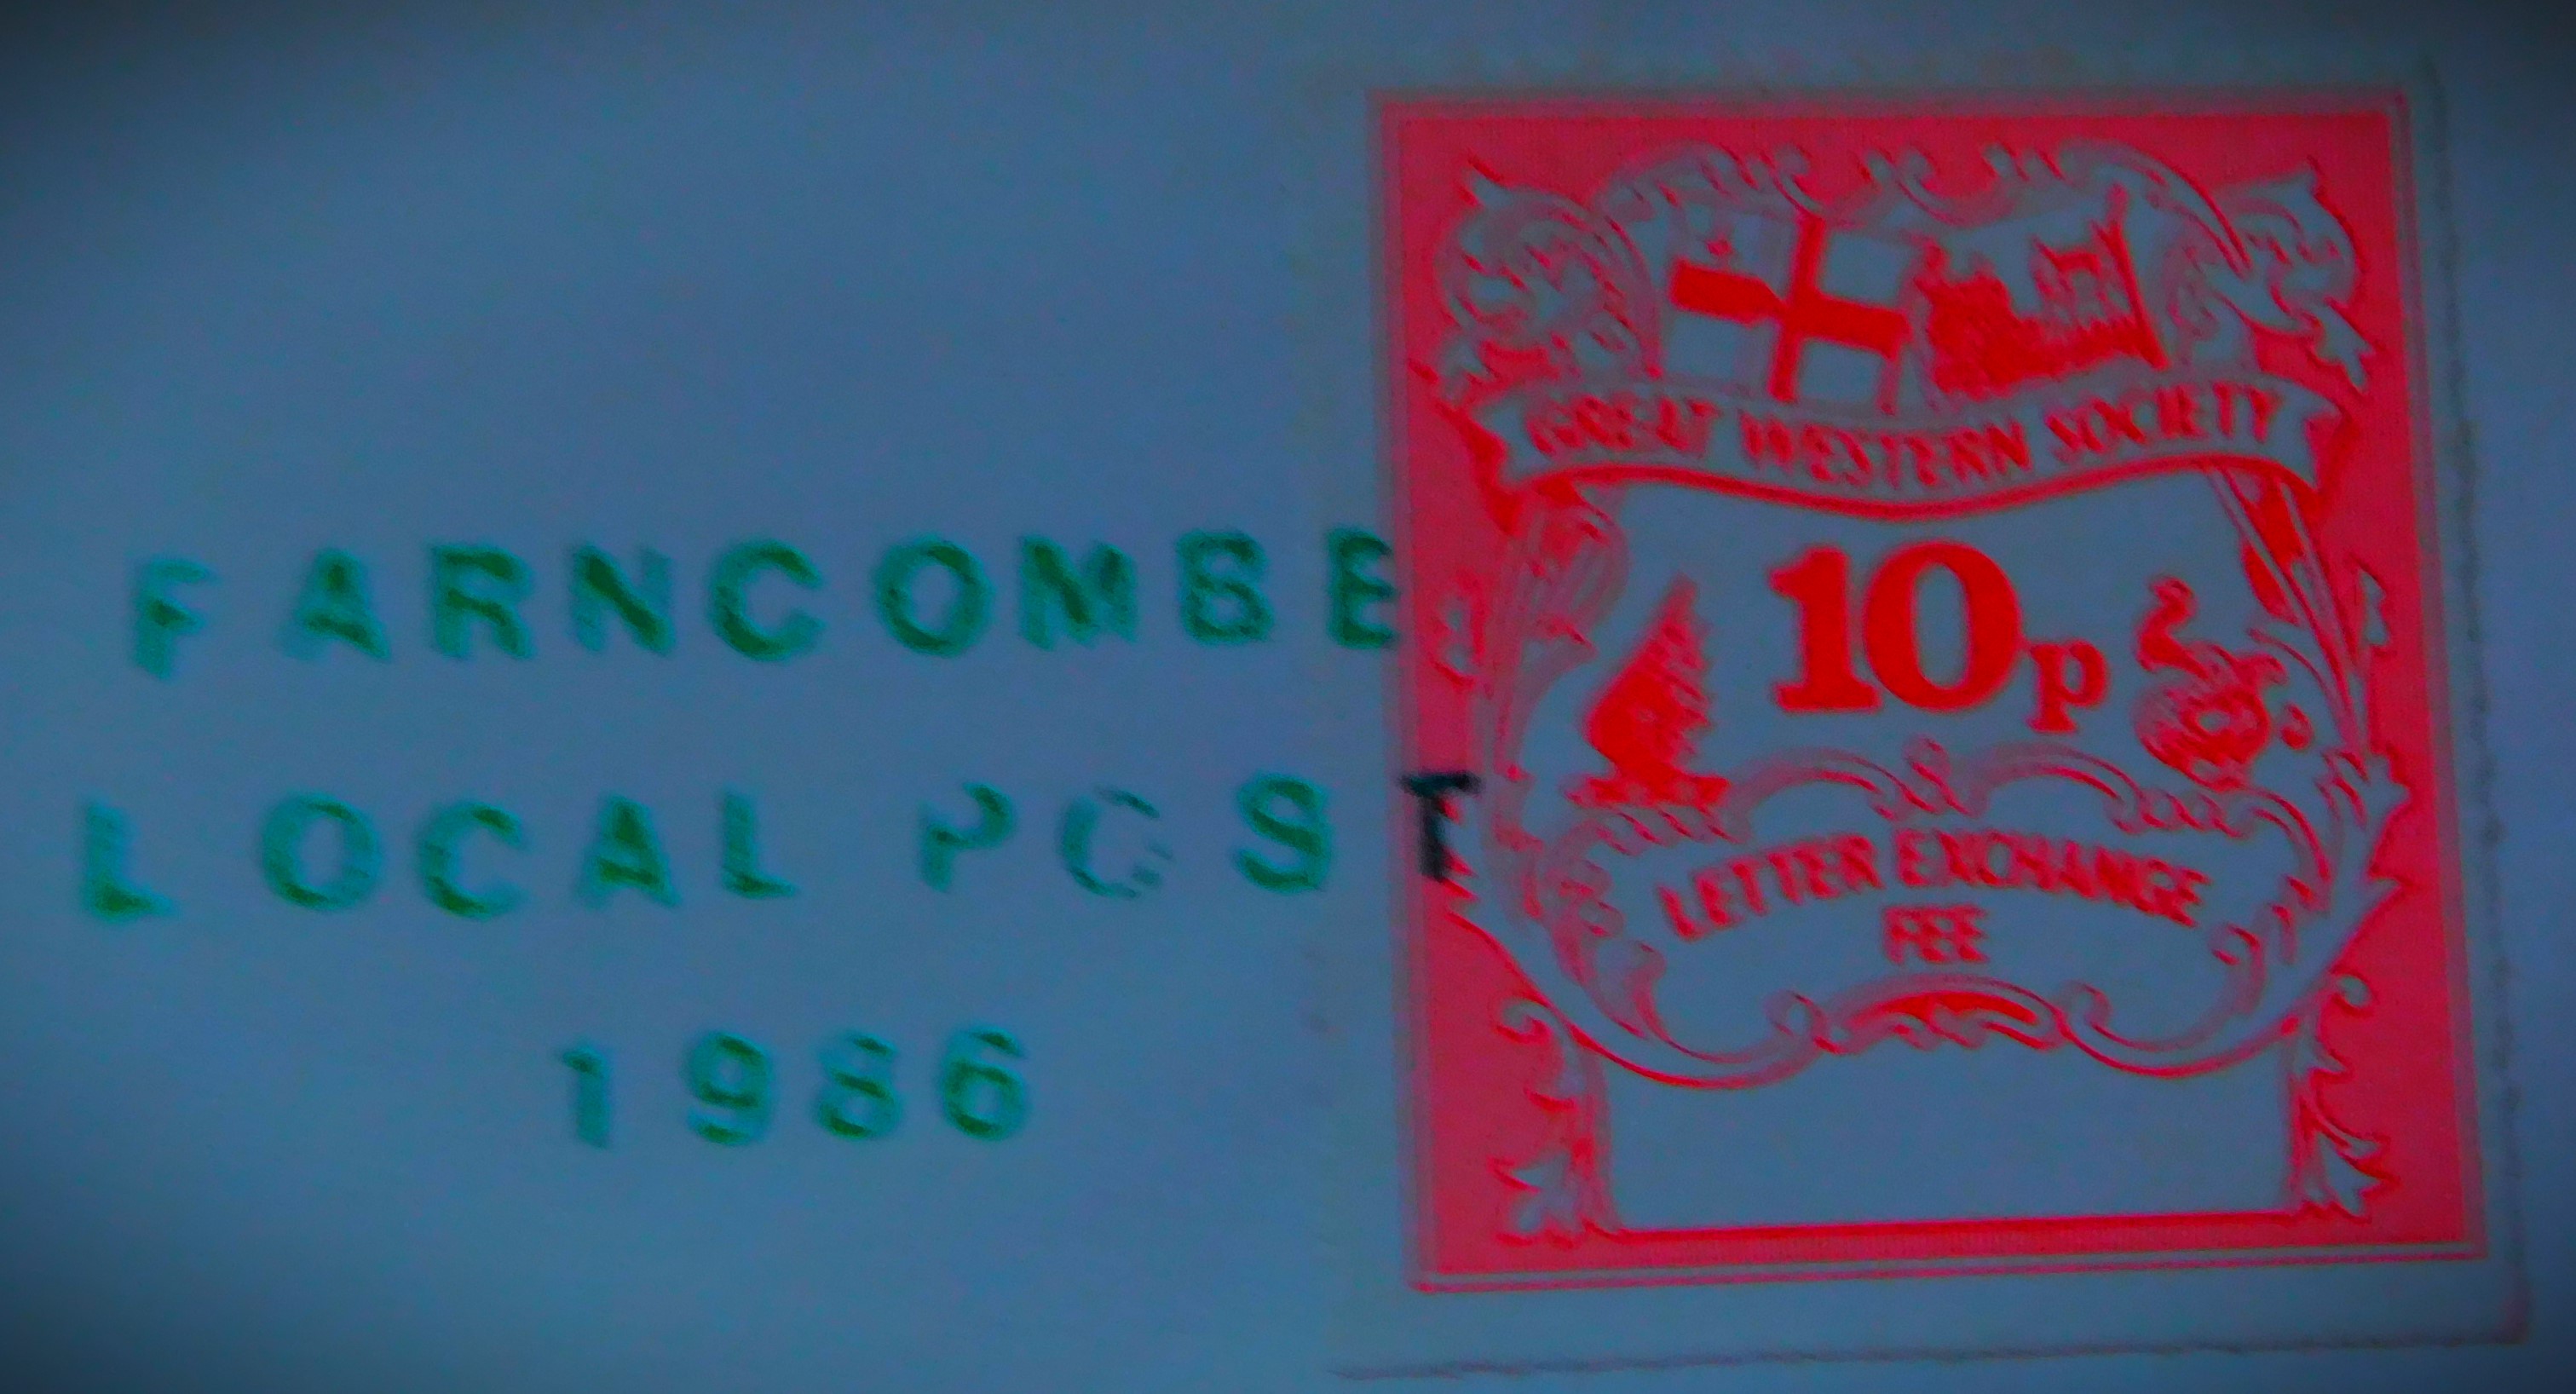 FARNCOMBE
LOCAL POST
1986
GREAT WESTERN SOCIETY
10p
LETTER EXCHANGE
FEE